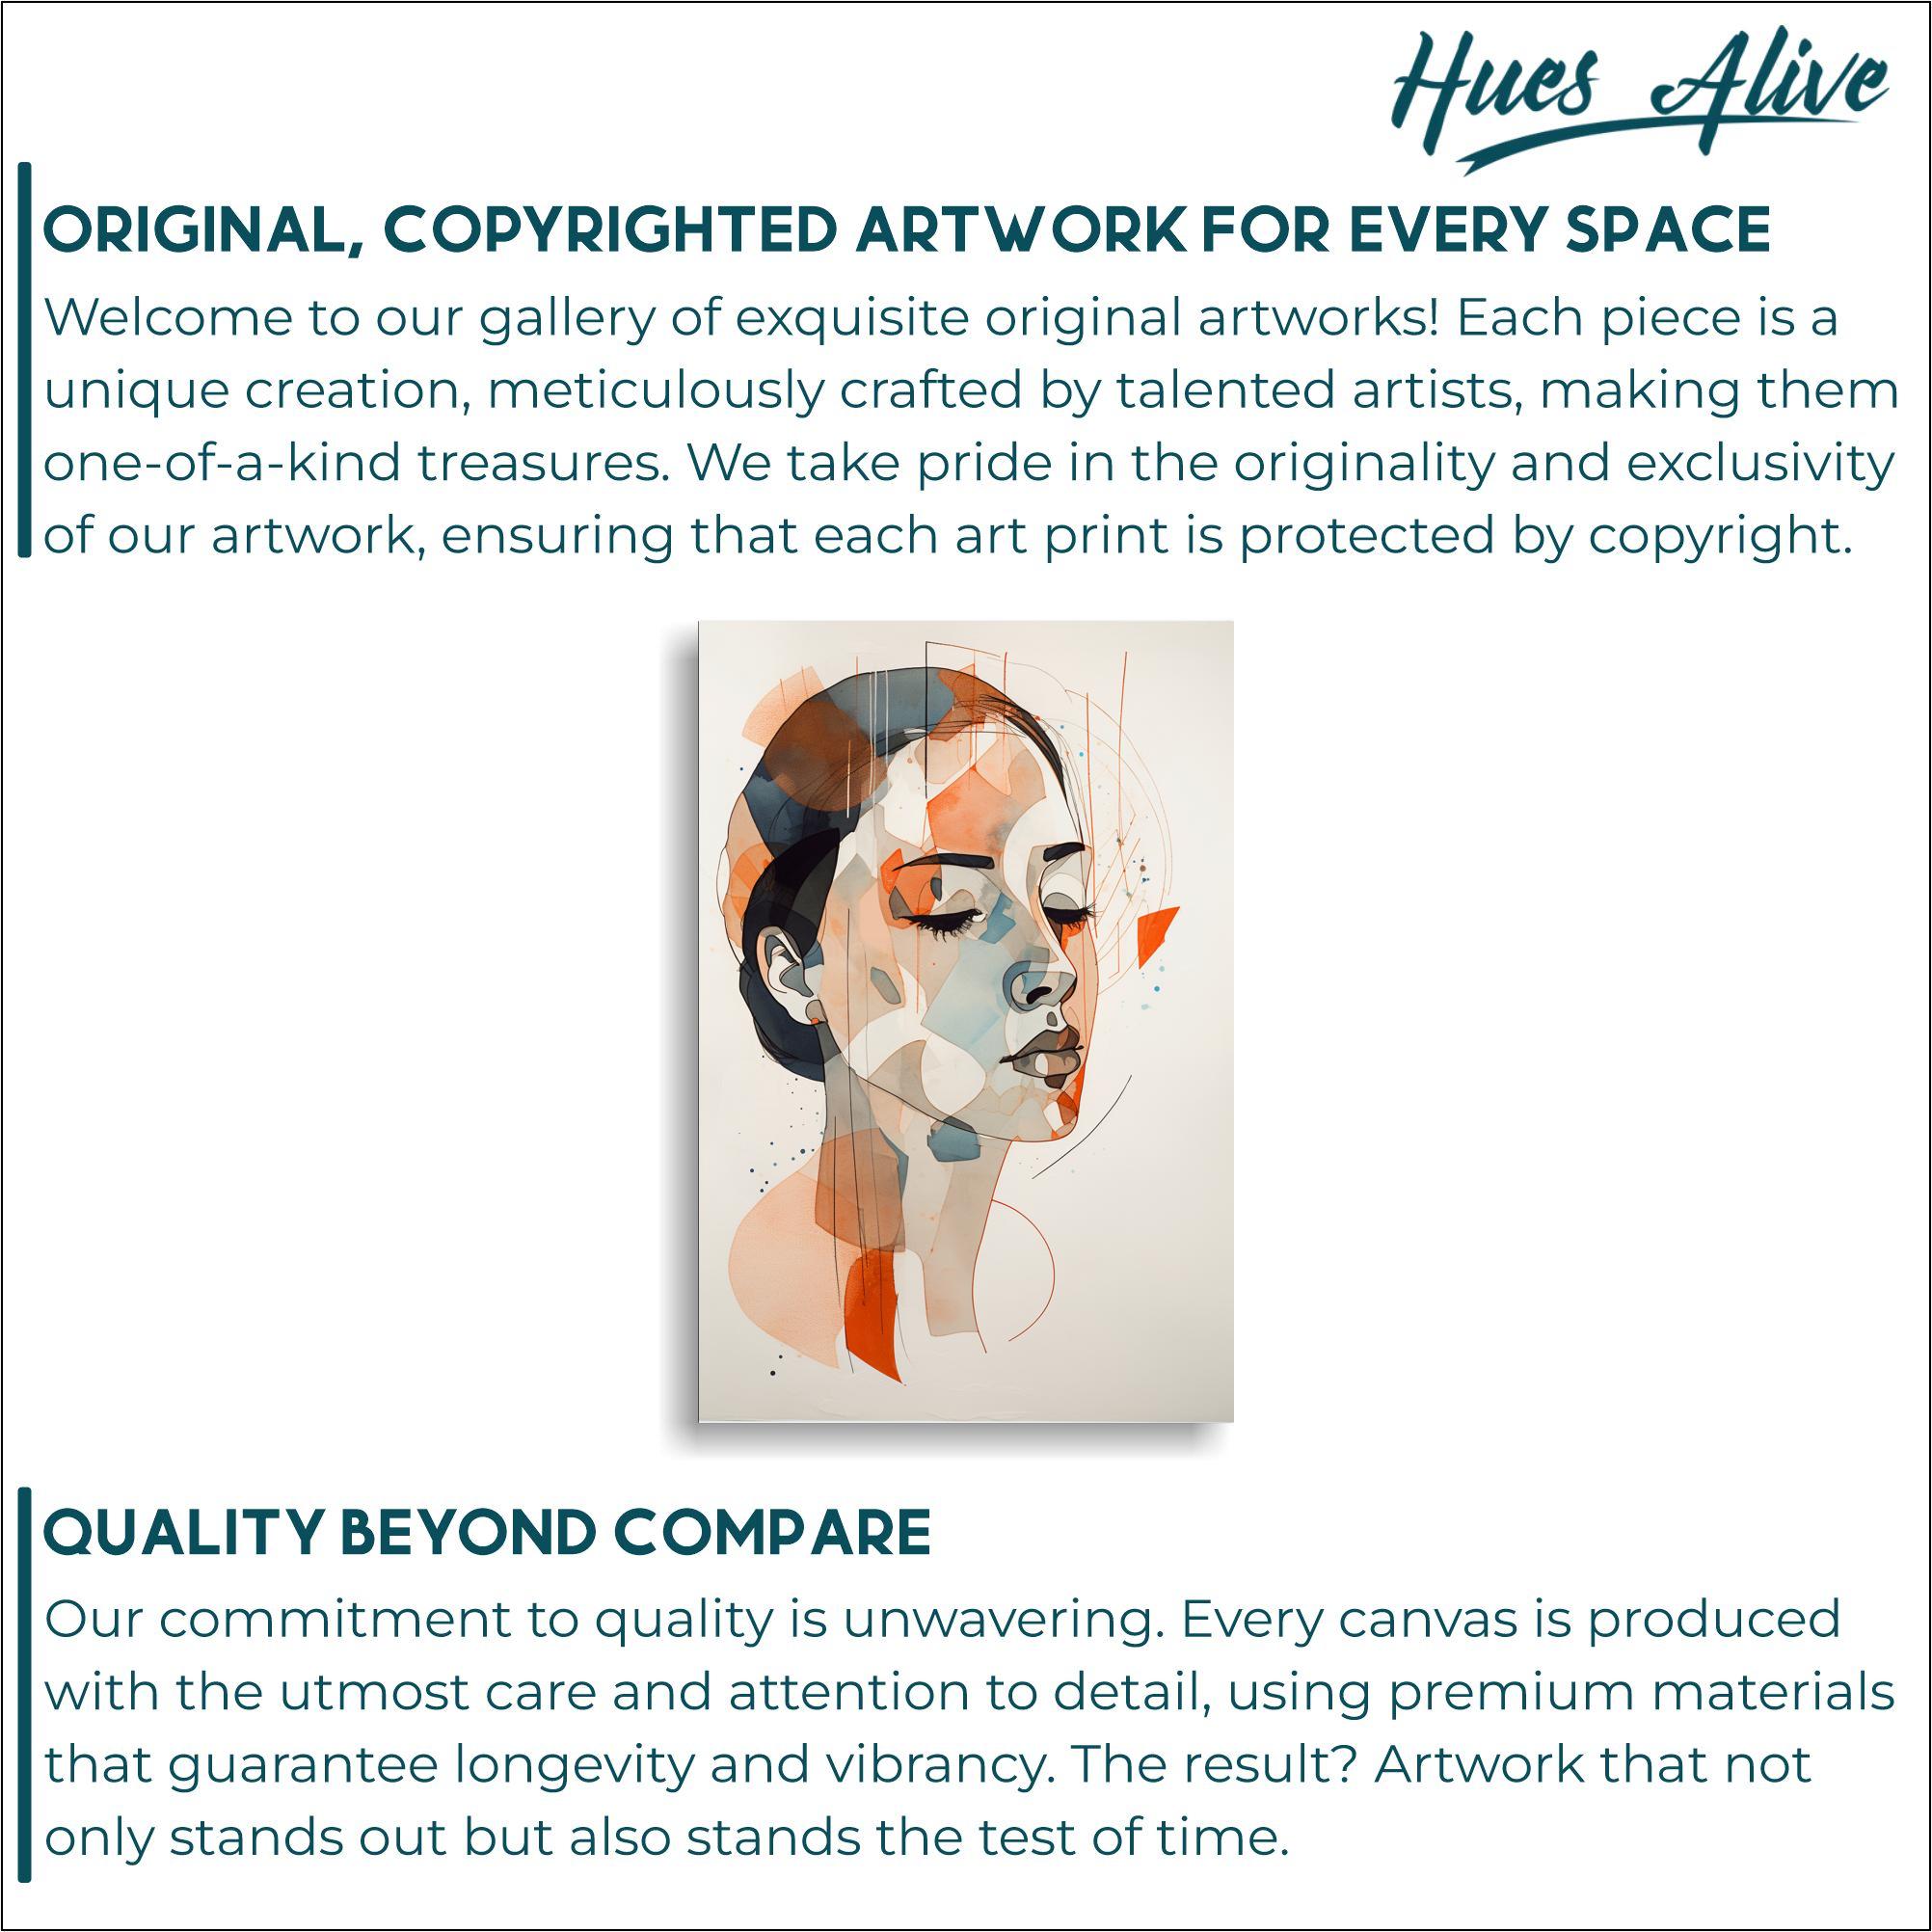 Hues Alive
ORIGINAL, COPYRIGHTED ARTWORK FOR EVERY SPACE
Welcome to our gallery of exquisite original artworks! Each piece is a
unique creation, meticulously crafted by talented artists, making them
one-of-a-kind treasures. We take pride in the originality and exclusivity
of our artwork, ensuring that each art print is protected by copyright.
QUALITY BEYOND COMPARE
Our commitment to quality is unwavering. Every canvas is produced
with the utmost care and attention to detail, using premium materials
that guarantee longevity and vibrancy. The result? Artwork that not
only stands out but also stands the test of time.